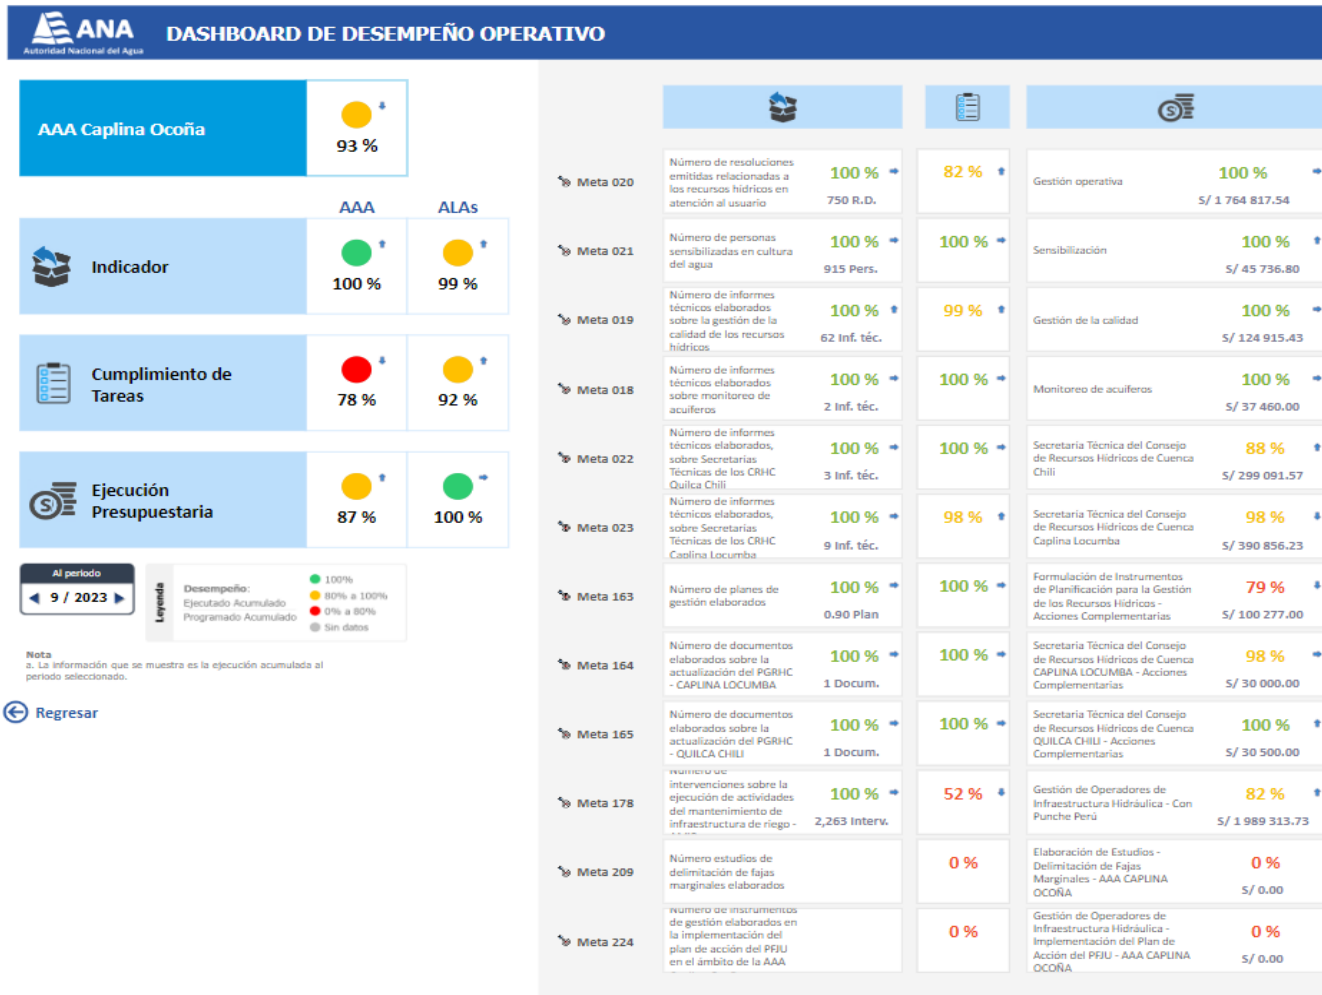 ANA
Autoridad Nacional del Agua
DASHBOARD DE DESEMPEÑO OPERATIVO
AAA Caplina Ocoña
93 %
AAA
ALAs
Indicador
100 %
99 %
Cumplimiento de
Tareas
78 %
92 %
Ejecución
Presupuestaria
87 %
100 %
Al periodo
9 / 2023
Leyenda
Desempeño:
Ejecutado Acumulado
Programado Acumulado
100%
80% a 100%
0% a 80%
Sin datos
Nota
a. La información que se muestra es la ejecución acumulada al
periodo seleccionado.
Regresar
Meta 020
Número de resoluciones
emitidas relacionadas a
los recursos hídricos en
atención al usuario
100 %
750 R.D.
82 %
Gestión operativa
100 %
S/ 1 764 817.54
Meta 021
Número de personas
sensibilizadas en cultura
del agua
100 %
915 Pers.
100 %
Sensibilización
100 %
S/ 45 736.80
Meta 019
Número de informes
técnicos elaborados
sobre la gestión de la
calidad de los recursos
hídricos
100 %
62 Inf. téc.
99 %
Gestión de la calidad
100 %
S/ 124 915.43
Meta 018
Número de informes
técnicos elaborados
sobre monitoreo de
acuíferos
100 %
2 Inf. téc.
100 %
Monitoreo de acuíferos
100 %
S/ 37 460.00
Meta 022
Número de informes
técnicos elaborados,
sobre Secretarías
Técnicas de los CRHC
Quilca Chili
100 %
3 Inf. téc.
100 %
Secretaría Técnica del Consejo
de Recursos Hídricos de Cuenca
Chili
88 %
S/ 299 091.57
Meta 023
Número de informes
técnicos elaborados,
sobre Secretarías
Técnicas de los CRHC
Caplina Locumba
100 %
9 Inf. téc.
98 %
Secretaría Técnica del Consejo
de Recursos Hídricos de Cuenca
Caplina Locumba
98 %
S/ 390 856.23
Meta 163
Número de planes de
gestión elaborados
100 %
0.90 Plan
100 %
Formulación de Instrumentos
de Planificación para la Gestión
de los Recursos Hídricos -
Acciones Complementarias
79 %
S/ 100 277.00
Meta 164
Número de documentos
elaborados sobre la
actualización del PGRHC
- CAPLINA LOCUMBA
100 %
1 Docum.
100 %
Secretaría Técnica del Consejo
de Recursos Hídricos de Cuenca
CAPLINA LOCUMBA - Acciones
Complementarias
98 %
S/ 30 000.00
Meta 165
Número de documentos
elaborados sobre la
actualización del PGRHC
- QUILCA CHILI
100 %
1 Docum.
100 %
Secretaría Técnica del Consejo
de Recursos Hídricos de Cuenca
QUILCA CHILI - Acciones
Complementarias
100 %
S/ 30 500.00
Meta 178
Número de
intervenciones sobre la
ejecución de actividades
del mantenimiento de
infraestructura de riego -
100 %
2,263 Interv.
52 %
Gestión de Operadores de
Infraestructura Hidráulica - Con
Punche Perú
82 %
S/ 1 989 313.73
Meta 209
Número estudios de
delimitación de fajas
marginales elaborados
0 %
Elaboración de Estudios -
Delimitación de Fajas
Marginales - AAA CAPLINA
OCOÑA
0 %
S/ 0.00
Meta 224
Número de instrumentos
de gestión elaborados en
la implementación del
plan de acción del PFJU
en el ámbito de la AAA
0 %
Gestión de Operadores de
Infraestructura Hidráulica -
Implementación del Plan de
Acción del PFJU - AAA CAPLINA
OCOÑA
0 %
S/ 0.00